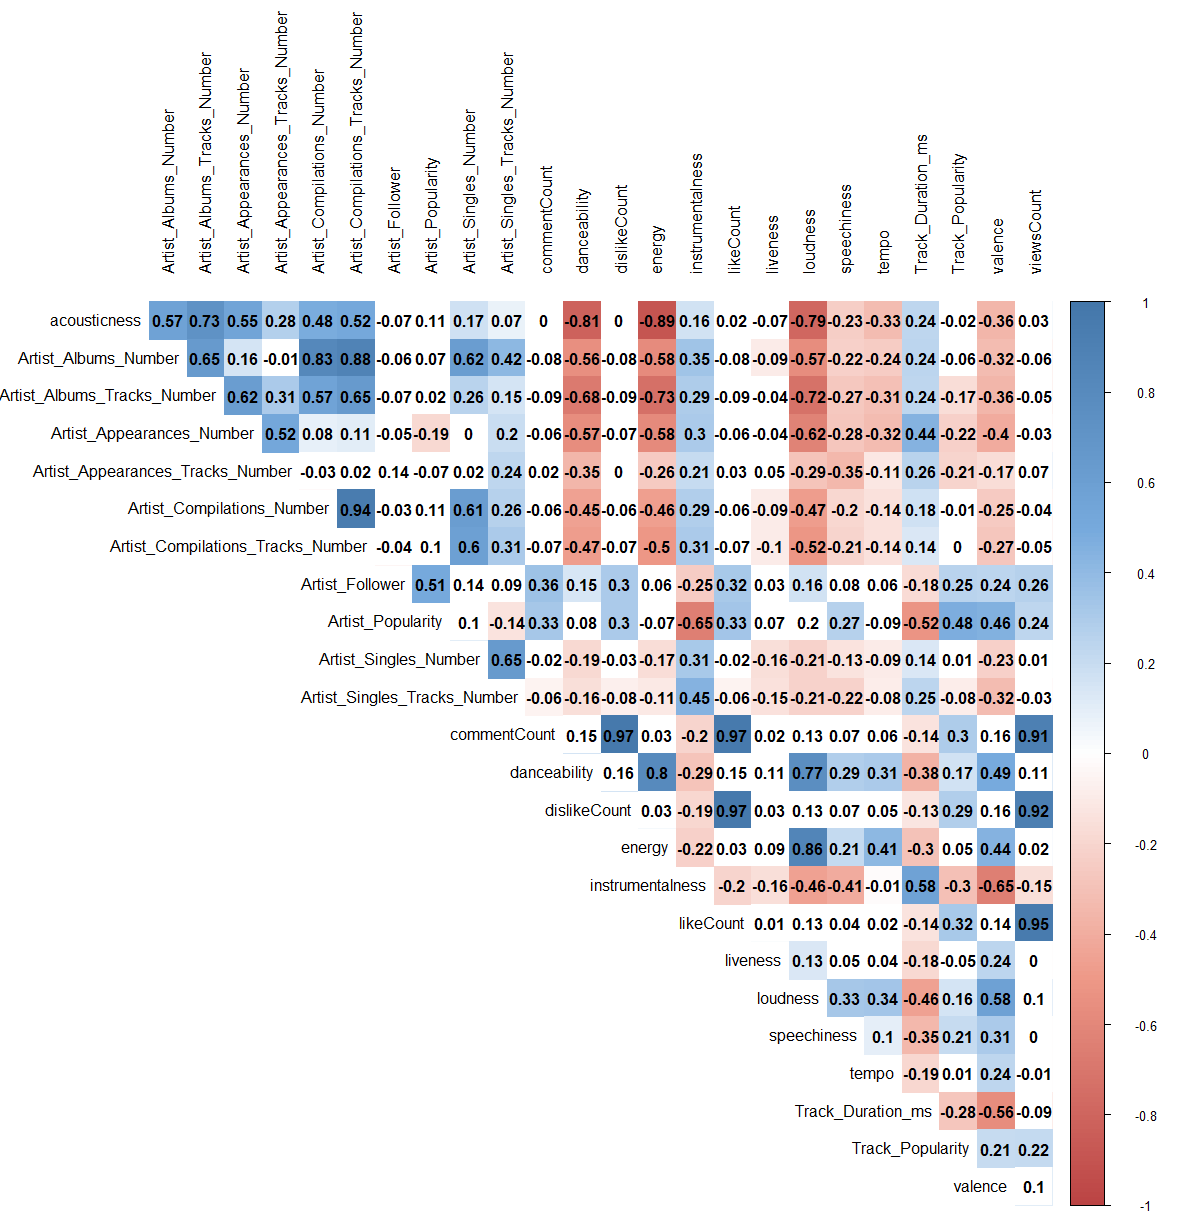 Artist_Albums_Number
Artist_Albums_Tracks_Number
Artist_Appearances_Number
Artist_Appearances_Tracks_Number
Artist_Compilations_Number
Artist_Compilations_Tracks_Number
Artist_Follower
Artist_Popularity
Artist_Singles_Number
Artist_Singles_Tracks_Number
commentCount
danceability
dislikeCount
energy
instrumentalness
likeCount
liveness
loudness
speechiness
tempo
Track_Duration_ms
Track_Popularity
valence
viewsCount
acousticness 0.57 0.73 0.55 0.28 0.48 0.52 -0.07 0.11 0.17 0.07 0 -0.81 0 -0.89 0.16 0.02 -0.07 -0.79 -0.23 -0.33 0.24 -0.02 -0.36 0.03
Artist_Albums_Number 0.65 0.16 -0.01 0.83 0.88 -0.06 0.07 0.62 0.42 -0.08 -0.56 -0.08 -0.58 0.35 -0.08 -0.09 -0.57 -0.22 -0.24 0.24 -0.06 -0.32 -0.06
Artist_Albums_Tracks_Number 0.62 0.31 0.57 0.65 -0.07 0.02 0.26 0.15 -0.09 -0.68 -0.09 -0.73 0.29 -0.09 -0.04 -0.72 -0.27 -0.31 0.24 -0.17 -0.36 -0.05
Artist_Appearances_Number 0.52 0.08 0.11 -0.05 -0.19 0 0.2 -0.06 -0.57 -0.07 -0.58 0.3 -0.06 -0.04 -0.62 -0.28 -0.32 0.44 -0.22 -0.4 -0.03
Artist_Appearances_Tracks_Number -0.03 0.02 0.14 -0.07 0.02 0.24 0.02 -0.35 0 -0.26 0.21 0.03 0.05 -0.29 -0.35 -0.11 0.26 -0.21 -0.17 0.07
Artist_Compilations_Number 0.94 -0.03 0.11 0.61 0.26 -0.06 -0.45 -0.06 -0.46 0.29 -0.06 -0.09 -0.47 -0.2 -0.14 0.18 -0.01 -0.25 -0.04
Artist_Compilations_Tracks_Number -0.04 0.1 0.6 0.31 -0.07 -0.47 -0.07 -0.5 0.31 -0.07 -0.1 -0.52 -0.21 -0.14 0.14 0 -0.27 -0.05
Artist_Follower 0.51 0.14 0.09 0.36 0.15 0.3 0.06 -0.25 0.32 0.03 0.16 0.08 0.06 -0.18 0.25 0.24 0.26
Artist_Popularity 0.1 -0.14 0.33 0.08 0.3 -0.07 -0.65 0.33 0.07 0.2 0.27 -0.09 -0.52 0.48 0.46 0.24
Artist_Singles_Number 0.65 -0.02 -0.19 -0.03 -0.17 0.31 -0.02 -0.16 -0.21 -0.13 -0.09 0.14 0.01 -0.23 0.01
Artist_Singles_Tracks_Number -0.06 -0.16 -0.08 -0.11 0.45 -0.06 -0.15 -0.21 -0.22 -0.08 0.25 -0.08 -0.32 -0.03
commentCount 0.15 0.97 0.03 -0.2 0.97 0.02 0.13 0.07 0.06 -0.14 0.3 0.16 0.91
danceability 0.16 0.8 -0.29 0.15 0.11 0.77 0.29 0.31 -0.38 0.17 0.49 0.11
dislikeCount 0.03 -0.19 0.97 0.03 0.13 0.07 0.05 -0.13 0.29 0.16 0.92
energy -0.22 0.03 0.09 0.86 0.21 0.41 -0.3 0.05 0.44 0.02
instrumentalness -0.2 -0.16 -0.46 -0.41 -0.01 0.58 -0.3 -0.65 -0.15
likeCount 0.01 0.13 0.04 0.02 -0.14 0.32 0.14 0.95
liveness 0.13 0.05 0.04 -0.18 -0.05 0.24 0
loudness 0.33 0.34 -0.46 0.16 0.58 0.1
speechiness 0.1 -0.35 0.21 0.31 0
tempo -0.19 0.01 0.24 -0.01
Track_Duration_ms -0.28 -0.56 -0.09
Track_Popularity 0.21 0.22
valence 0.1
1
0.8
0.6
0.4
0.2
0
-0.2
-0.4
-0.6
-0.8
-1